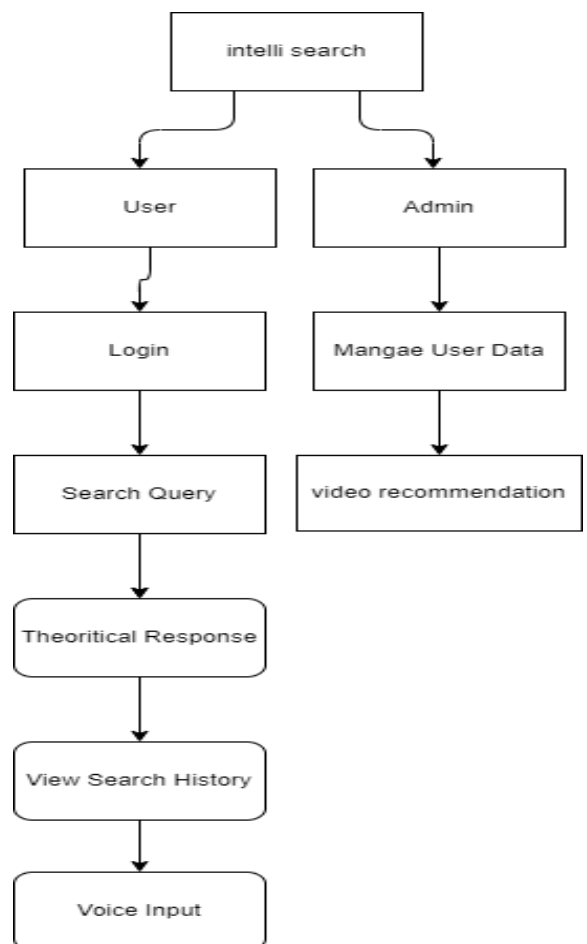 intelli search
User
Admin
Login
Mangae User Data
Search Query
video recommendation
Theoritical Response
View Search History
Voice Input